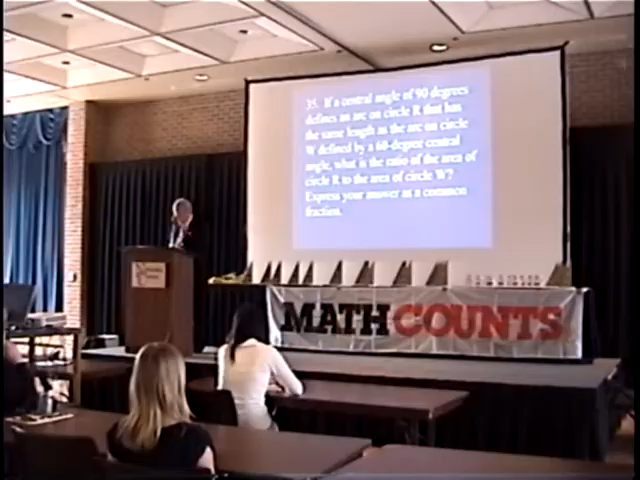 35. If a central angle of 90 degrees
defines an arc on circle R that has
the same length as the arc on circle
W defined by a 60-degree central
angle, what is the ratio of the area of
circle R to the area of circle W?
Express your answer as a common
fraction.
MATHCOUNTS